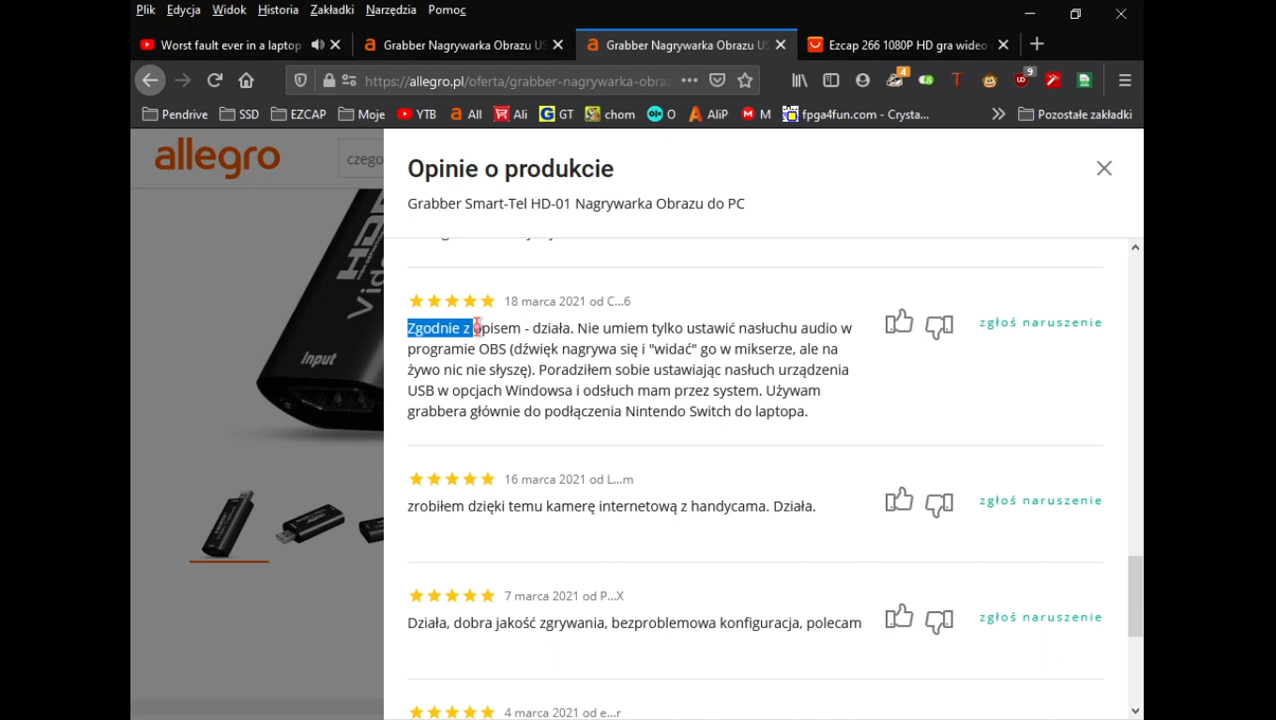 Plik Edycja Widok Historia Zakładki Narzędzia Pomoc
Worst fault ever in a laptop
Grabber Nagrywarka Obrazu US
Grabber Nagrywarka Obrazu US
Ezcap 266 1080P HD gra wideo
https://allegro.pl/oferta/grabber-nagrywarka-obrazu
4
9
Pendrive SSD EZCAP Moje YTB All Ali GT chom O AliP M fpga4fun.com - Crysta... Pozostałe zakładki
allegro
czego
HDMI
Input
Opinie o produkcie
Grabber Smart-Tel HD-01 Nagrywarka Obrazu do PC
18 marca 2021 od C...6
Zgodnie z opisem - działa. Nie umiem tylko ustawić nasłuchu audio w
programie OBS (dźwięk nagrywa się i "widać" go w mikserze, ale na
żywo nic nie słyszę). Poradziłem sobie ustawiając nasłuch urządzenia
USB w opcjach Windowsa i odsłuch mam przez system. Używam
grabbera głównie do podłączenia Nintendo Switch do laptopa.
zgłoś naruszenie
16 marca 2021 od L...m
zrobiłem dzięki temu kamerę internetową z handycama. Działa.
zgłoś naruszenie
7 marca 2021 od P...X
Działa, dobra jakość zgrywania, bezproblemowa konfiguracja, polecam
zgłoś naruszenie
4 marca 2021 od e...r